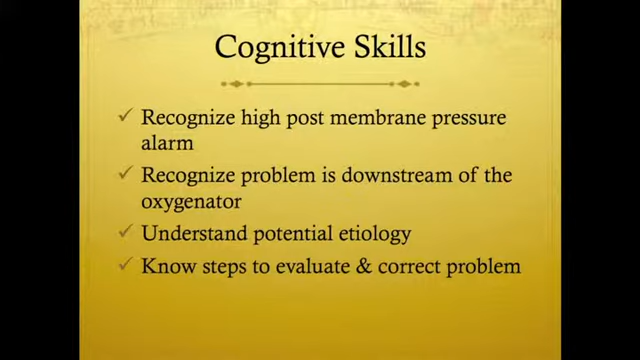 Cognitive Skills
Recognize high post membrane pressure
alarm
Recognize problem is downstream of the
oxygenator
Understand potential etiology
Know steps to evaluate & correct problem